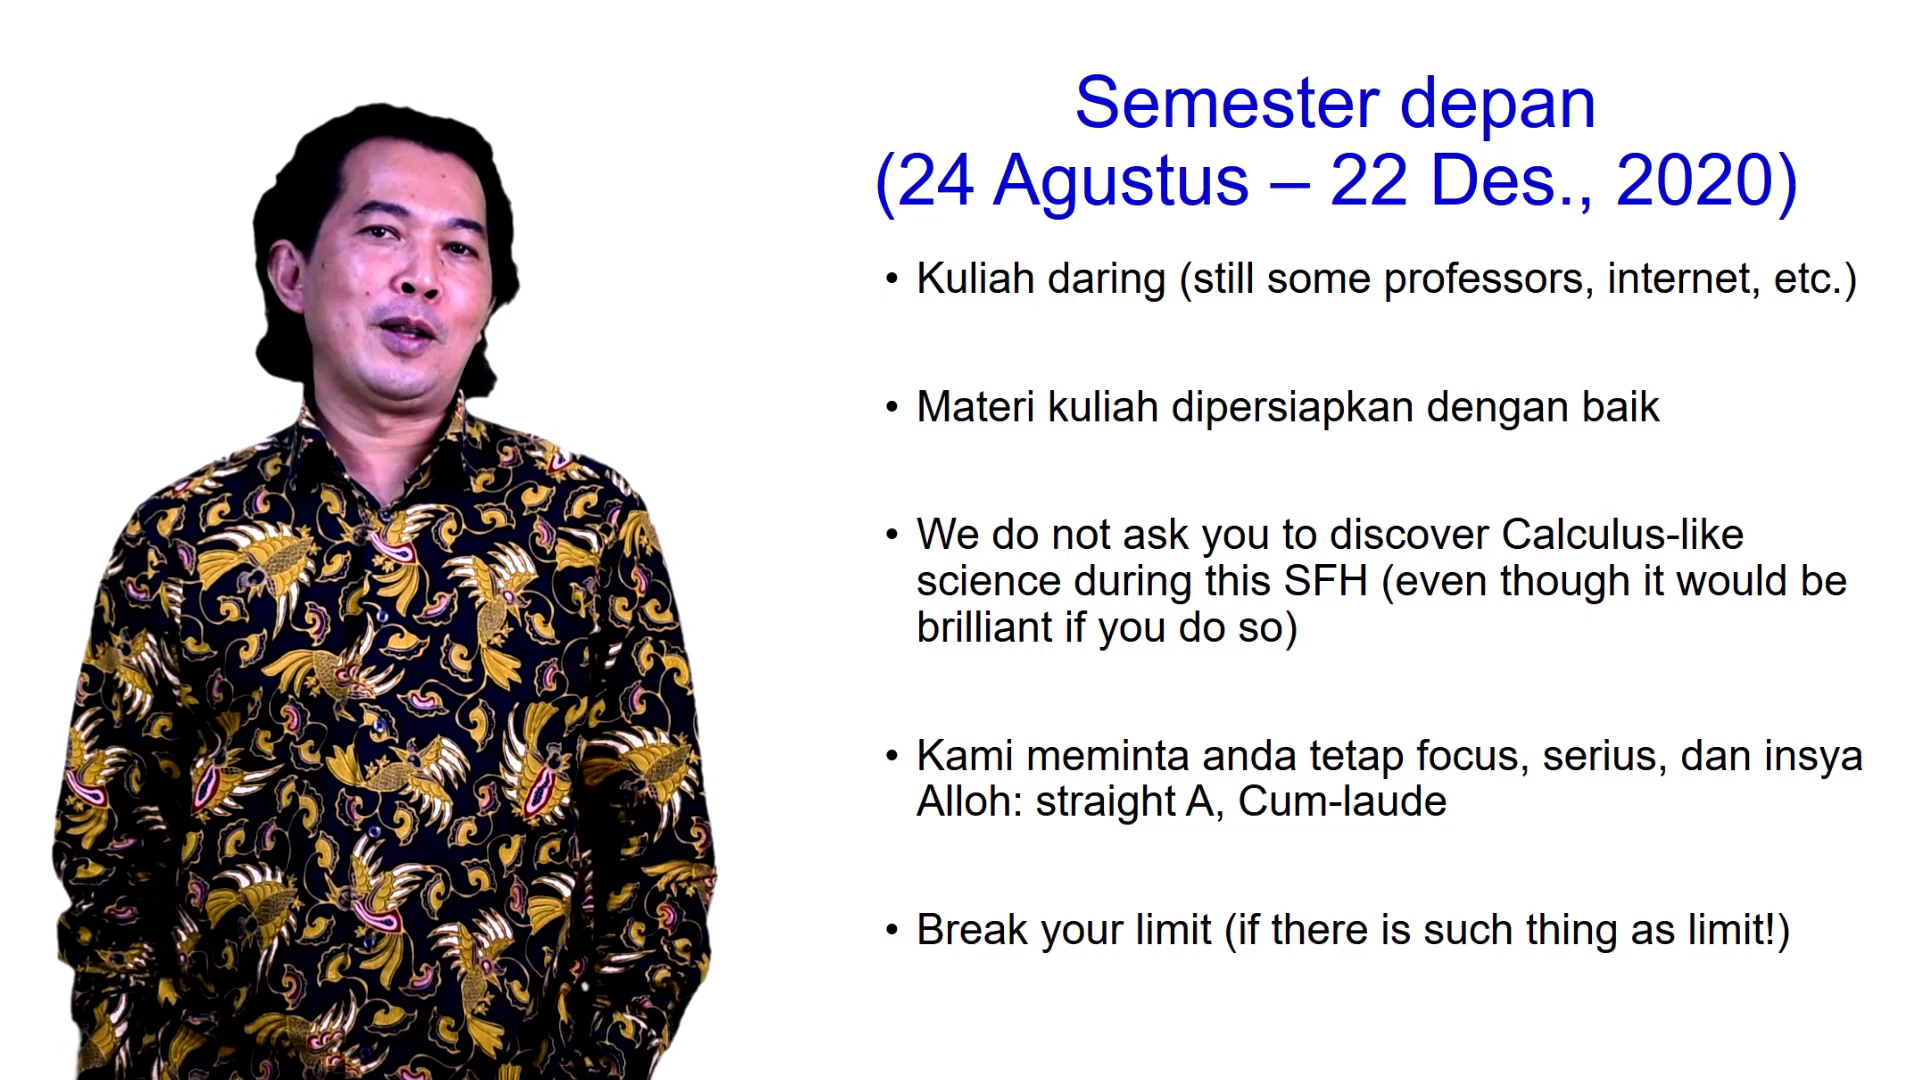 Semester depan
(24 Agustus – 22 Des., 2020)
• Kuliah daring (still some professors, internet, etc.)
• Materi kuliah dipersiapkan dengan baik
• We do not ask you to discover Calculus-like
science during this SFH (even though it would be
brilliant if you do so)
• Kami meminta anda tetap focus, serius, dan insya
Alloh: straight A, Cum-laude
• Break your limit (if there is such thing as limit!)